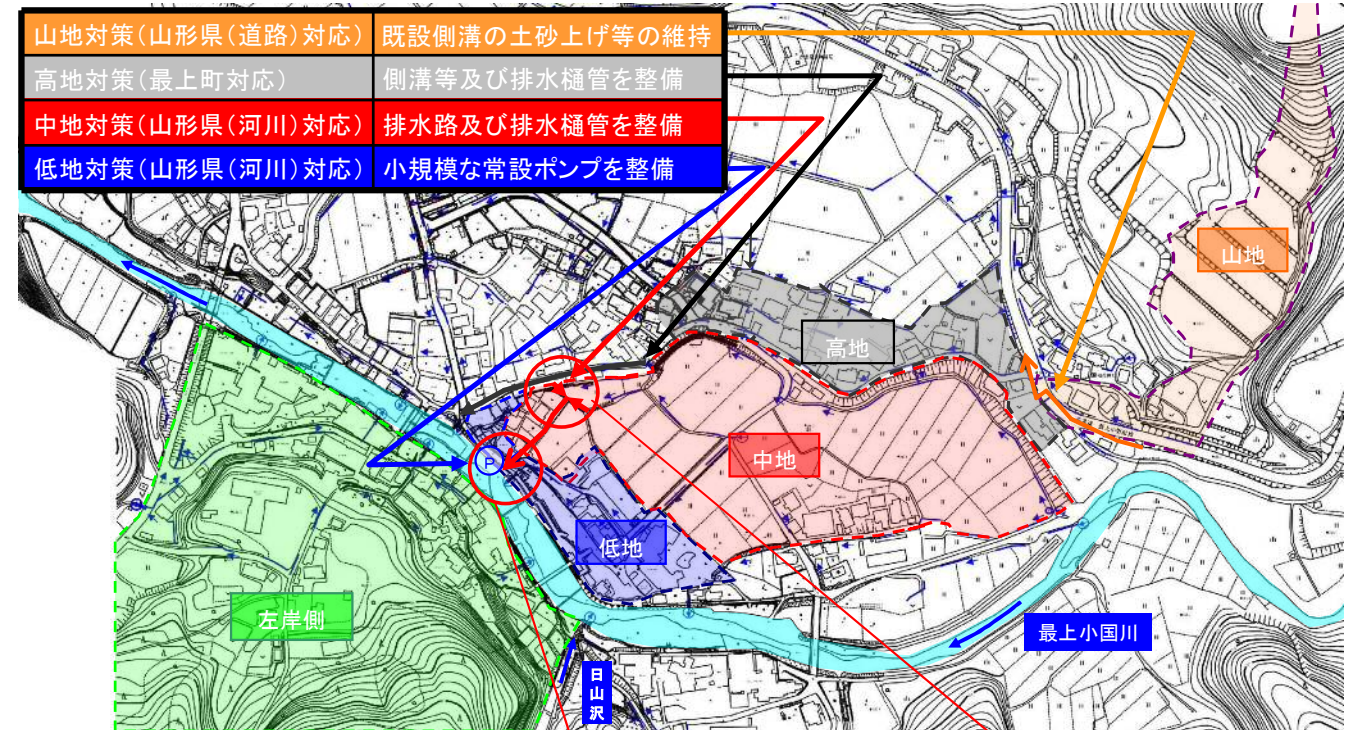 山地対策(山形県(道路)対応) 既設側溝の土砂上げ等の維持
高地対策(最上町対応) 側溝等及び排水樋管を整備
中地対策(山形県(河川)対応) 排水路及び排水樋管を整備
低地対策(山形県(河川)対応) 小規模な常設ポンプを整備
山地
高地
中地
P
低地
左岸側
最上小国川
日山沢